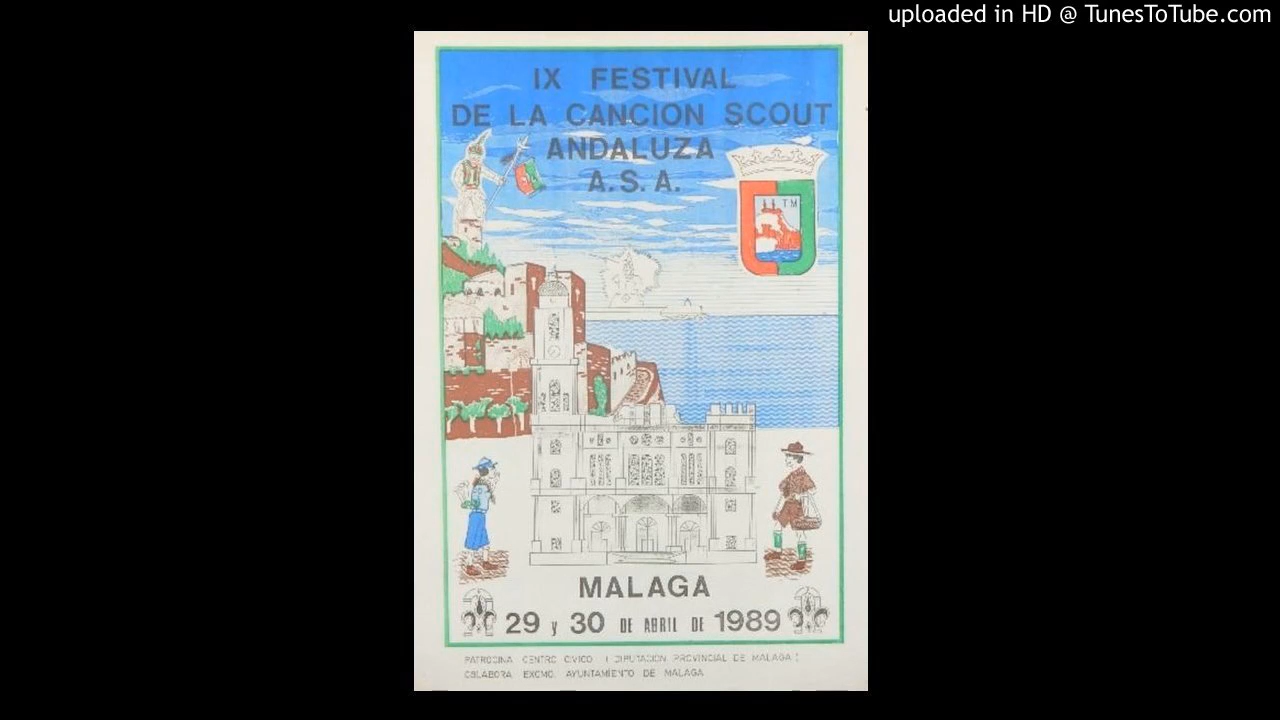 uploaded in HD @ TunesToTube.com
IX FESTIVAL
DE LA CANCION SCOUT
ANDALUZA
A.S.A.
TM
MALAGA
29 y 30 DE ABRIL DE 1989
PATROCINA CENTRO CIVICO ( DIPUTACION PROVINCIAL DE MALAGA )
COLABORA EXCMO. AYUNTAMIENTO DE MALAGA